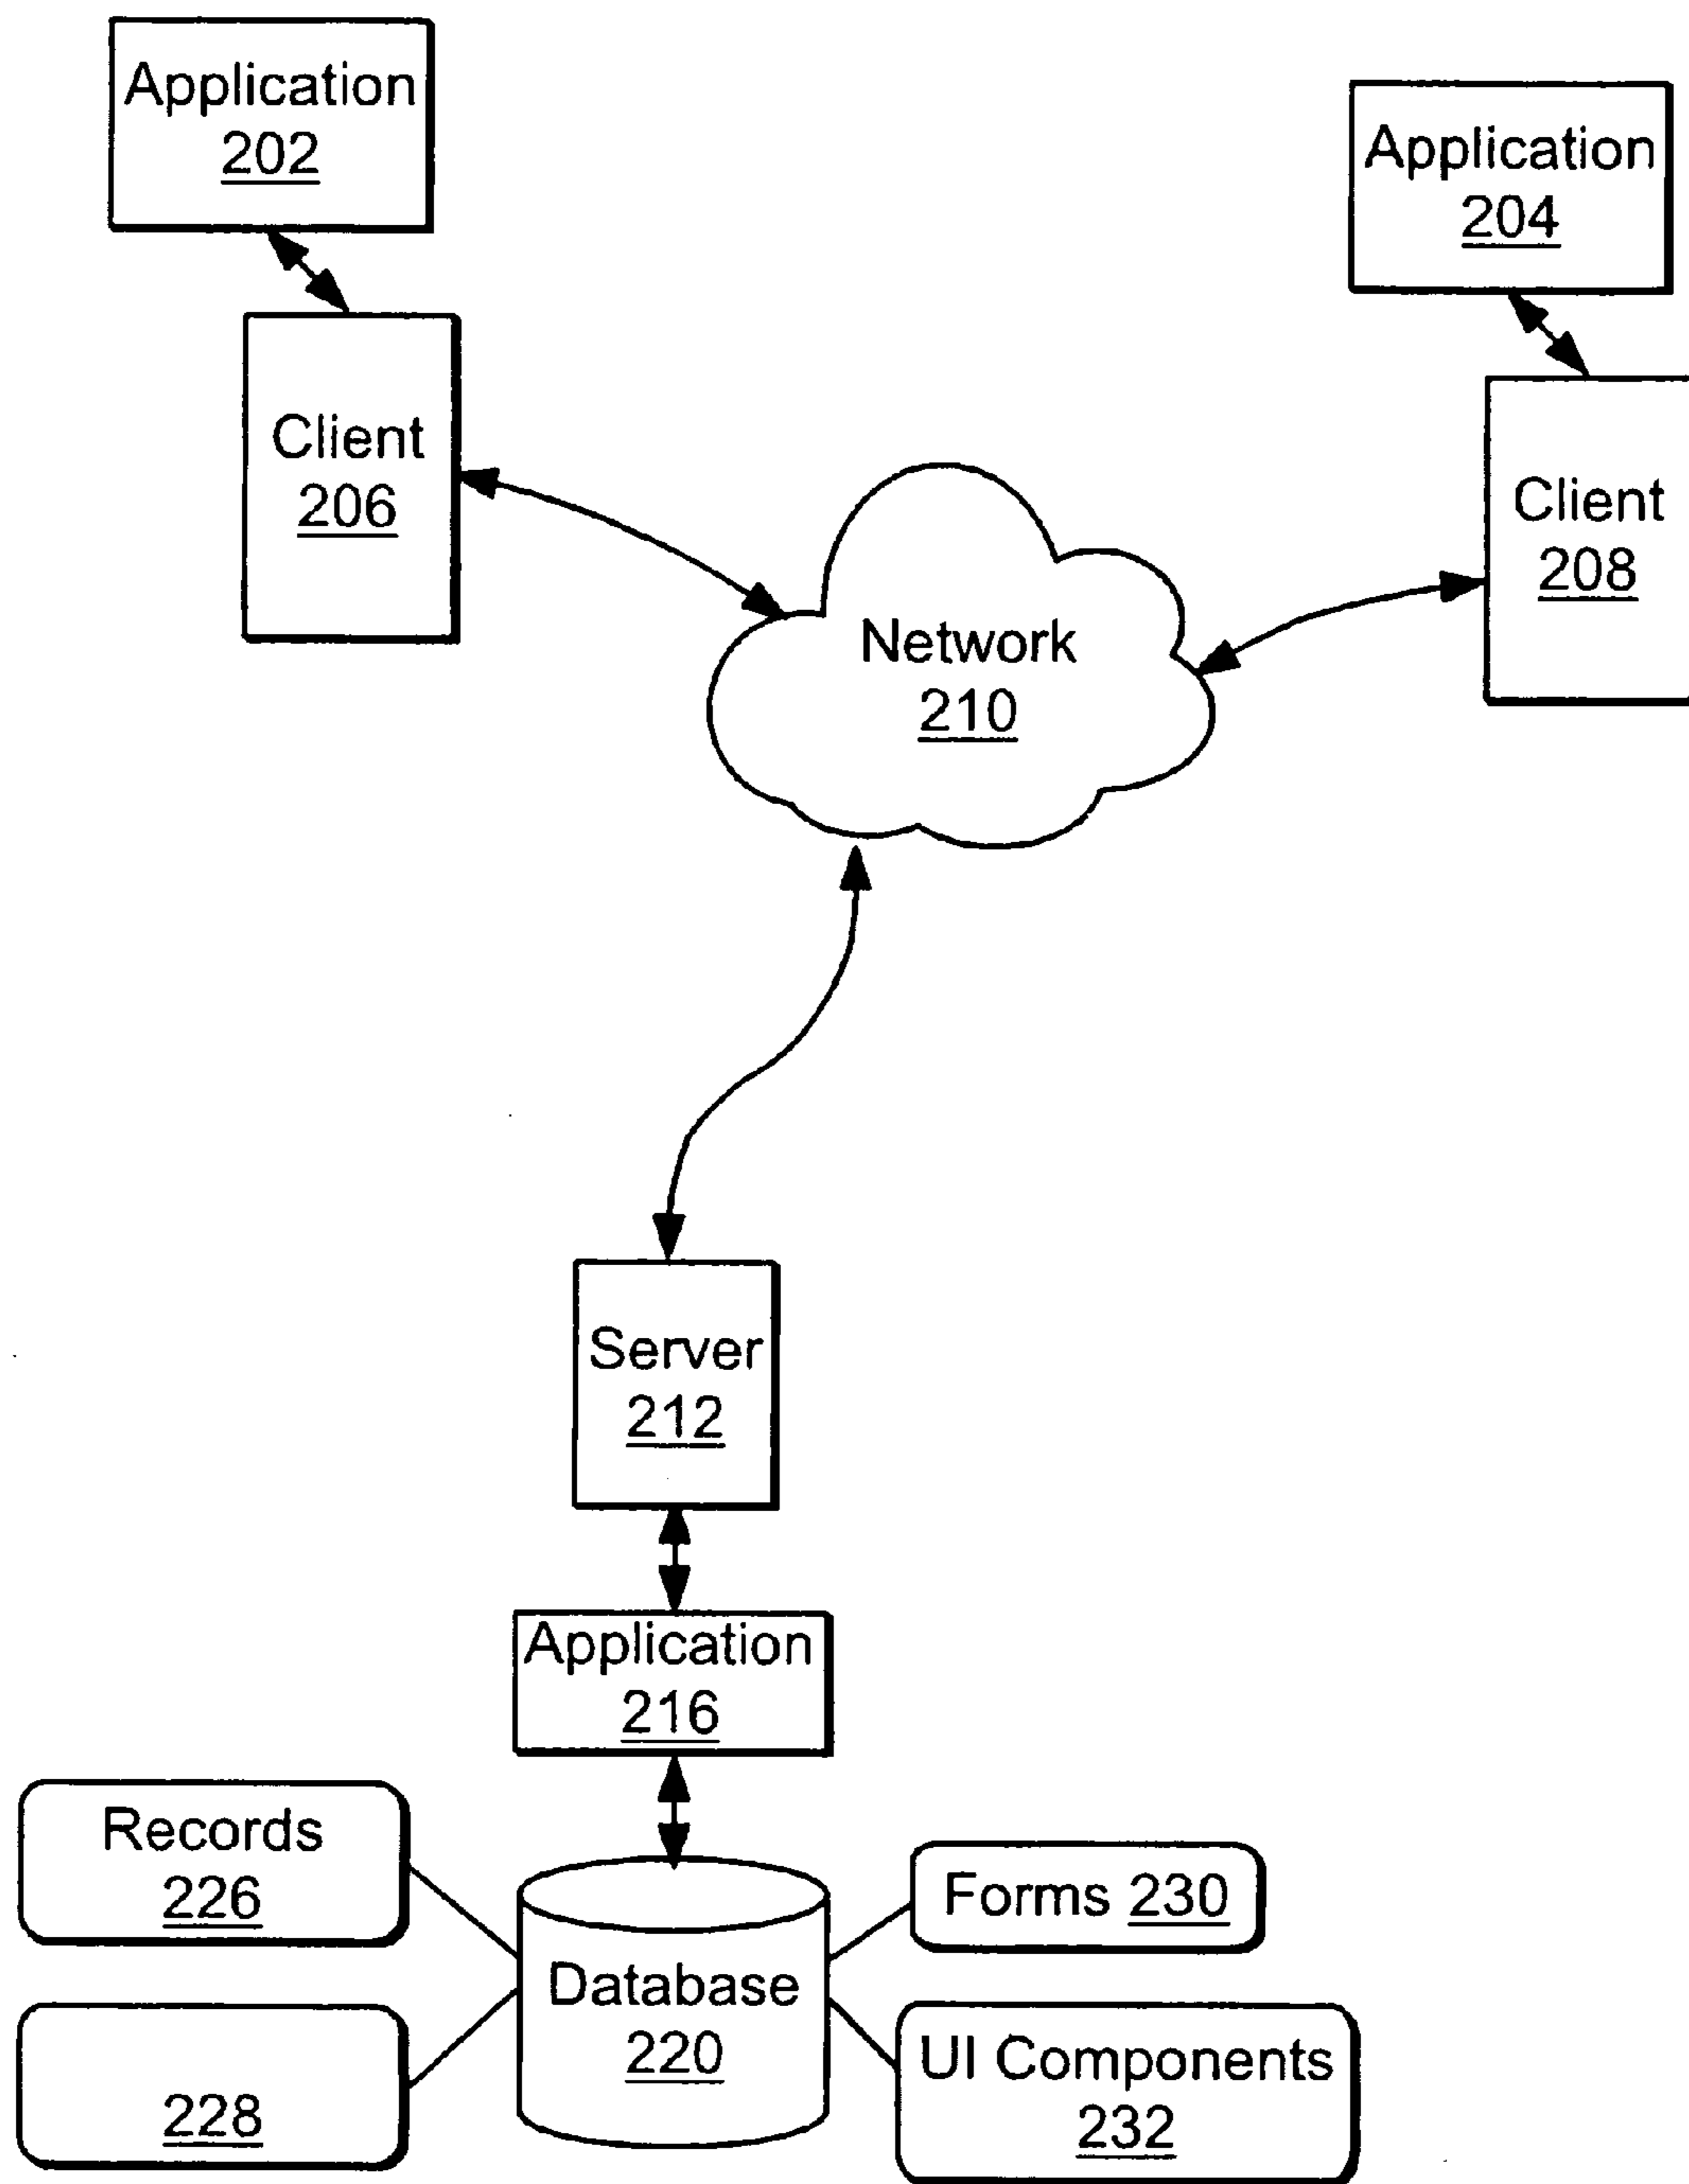 Application
202
Application
204
Client
206
Client
208
Network
210
Server
212
Application
216
Records
226
Forms 230
Database
220
228
UI Components
232